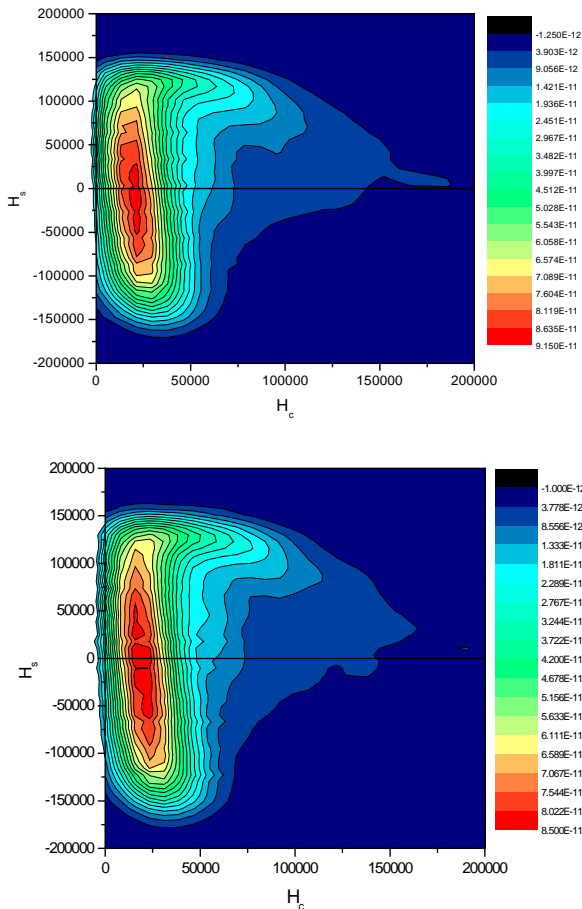 200000
150000
100000
50000
0
-50000
-100000
-150000
-200000
H_s
0 50000 100000 150000 200000
H_c
-1.250E-12
3.903E-12
9.056E-12
1.421E-11
1.936E-11
2.451E-11
2.967E-11
3.482E-11
3.997E-11
4.512E-11
5.028E-11
5.543E-11
6.058E-11
6.574E-11
7.089E-11
7.604E-11
8.119E-11
8.635E-11
9.150E-11
200000
150000
100000
50000
0
-50000
-100000
-150000
-200000
H_s
0 50000 100000 150000 200000
H_c
-1.000E-12
3.778E-12
8.556E-12
1.333E-11
1.811E-11
2.289E-11
2.767E-11
3.244E-11
3.722E-11
4.200E-11
4.678E-11
5.156E-11
5.633E-11
6.111E-11
6.589E-11
7.067E-11
7.544E-11
8.022E-11
8.500E-11